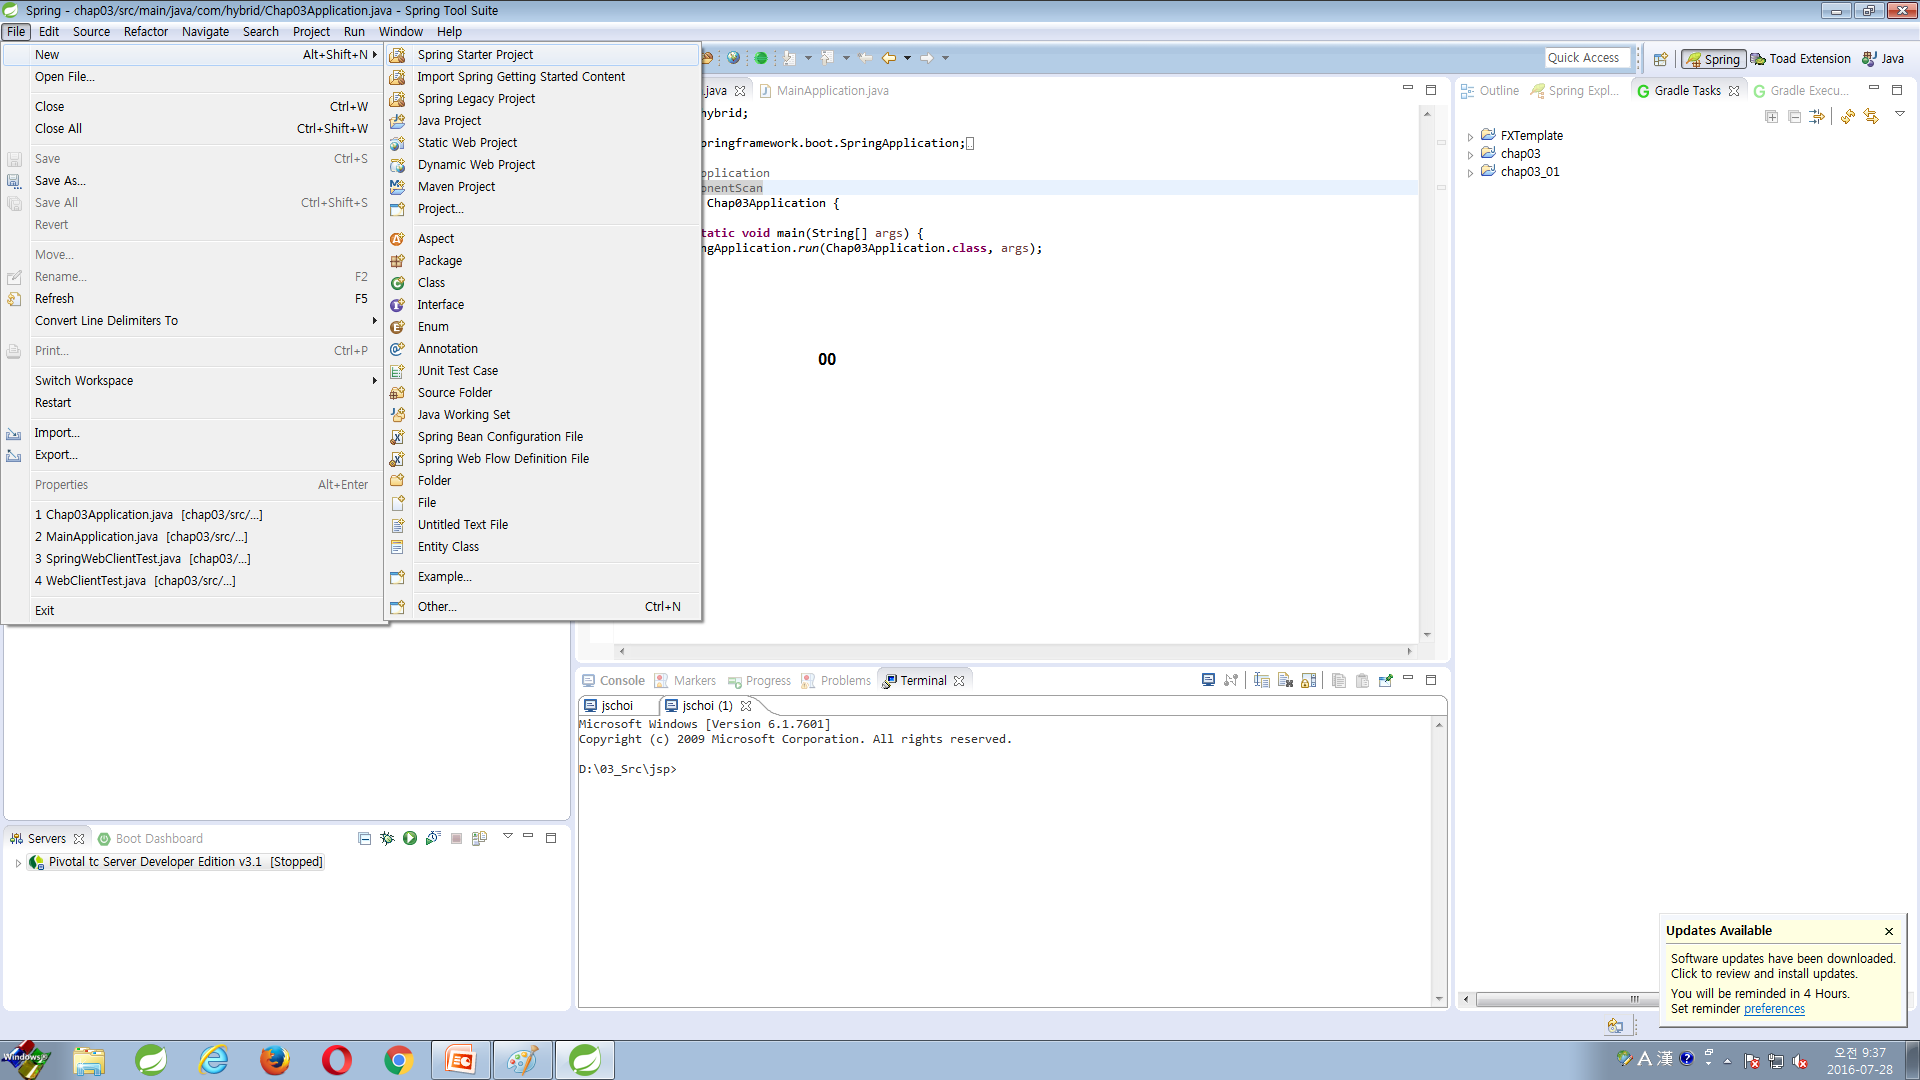 Spring - chap03/src/main/java/com/hybrid/Chap03Application.java - Spring Tool Suite
File Edit Source Refactor Navigate Search Project Run Window Help
New Alt+Shift+N
Open File...
Close Ctrl+W
Close All Ctrl+Shift+W
Save Ctrl+S
Save As...
Save All Ctrl+Shift+S
Revert
Move...
Rename... F2
Refresh F5
Convert Line Delimiters To
Print... Ctrl+P
Switch Workspace
Restart
Import...
Export...
Properties Alt+Enter
1 Chap03Application.java [chap03/src/...]
2 MainApplication.java [chap03/src/...]
3 SpringWebClientTest.java [chap03/...]
4 WebClientTest.java [chap03/src/...]
Exit
Spring Starter Project
Import Spring Getting Started Content
Spring Legacy Project
Java Project
Static Web Project
Dynamic Web Project
Maven Project
Project...
Aspect
Package
Class
Interface
Enum
Annotation
JUnit Test Case
Source Folder
Java Working Set
Spring Bean Configuration File
Spring Web Flow Definition File
Folder
File
Untitled Text File
Entity Class
Example...
Other... Ctrl+N
Quick Access Spring Toad Extension Java
.java MainApplication.java
hybrid;
pringframework.boot.SpringApplication;
pplication
onentScan
Chap03Application {
tatic void main(String[] args) {
ngApplication.run(Chap03Application.class, args);
00
Outline Spring Expl... Gradle Tasks Gradle Execu...
FXTemplate
chap03
chap03_01
Console Markers Progress Problems Terminal
jschoi jschoi (1)
Microsoft Windows [Version 6.1.7601]
Copyright (c) 2009 Microsoft Corporation. All rights reserved.
D:\03_Src\jsp>
Servers Boot Dashboard
Pivotal tc Server Developer Edition v3.1 [Stopped]
Updates Available
Software updates have been downloaded.
Click to review and install updates.
You will be reminded in 4 Hours.
Set reminder preferences
Windows
A 漢
오전 9:37
2016-07-28